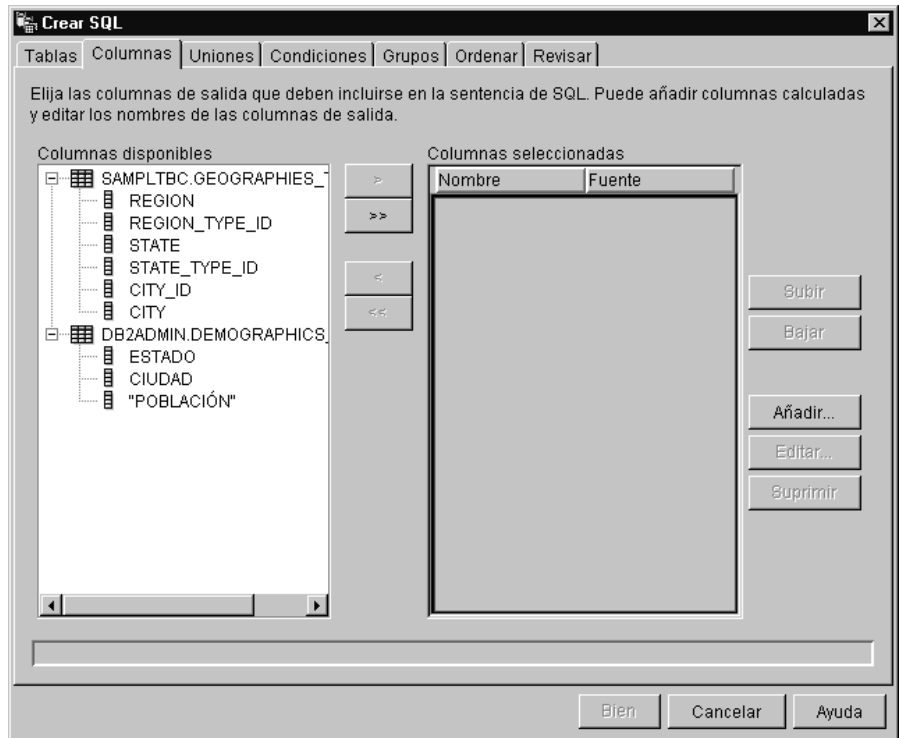 Crear SQL
Tablas Columnas Uniones Condiciones Grupos Ordenar Revisar
Elija las columnas de salida que deben incluirse en la sentencia de SQL. Puede añadir columnas calculadas
y editar los nombres de las columnas de salida.
Columnas disponibles
SAMPLTBC.GEOGRAPHIES_
REGION
REGION_TYPE_ID
STATE
STATE_TYPE_ID
CITY_ID
CITY
DB2ADMIN.DEMOGRAPHICS_
ESTADO
CIUDAD
"POBLACIÓN"
>
>>
<
<<
Columnas seleccionadas
Nombre Fuente
Subir
Bajar
Añadir...
Editar...
Suprimir
Bien Cancelar Ayuda